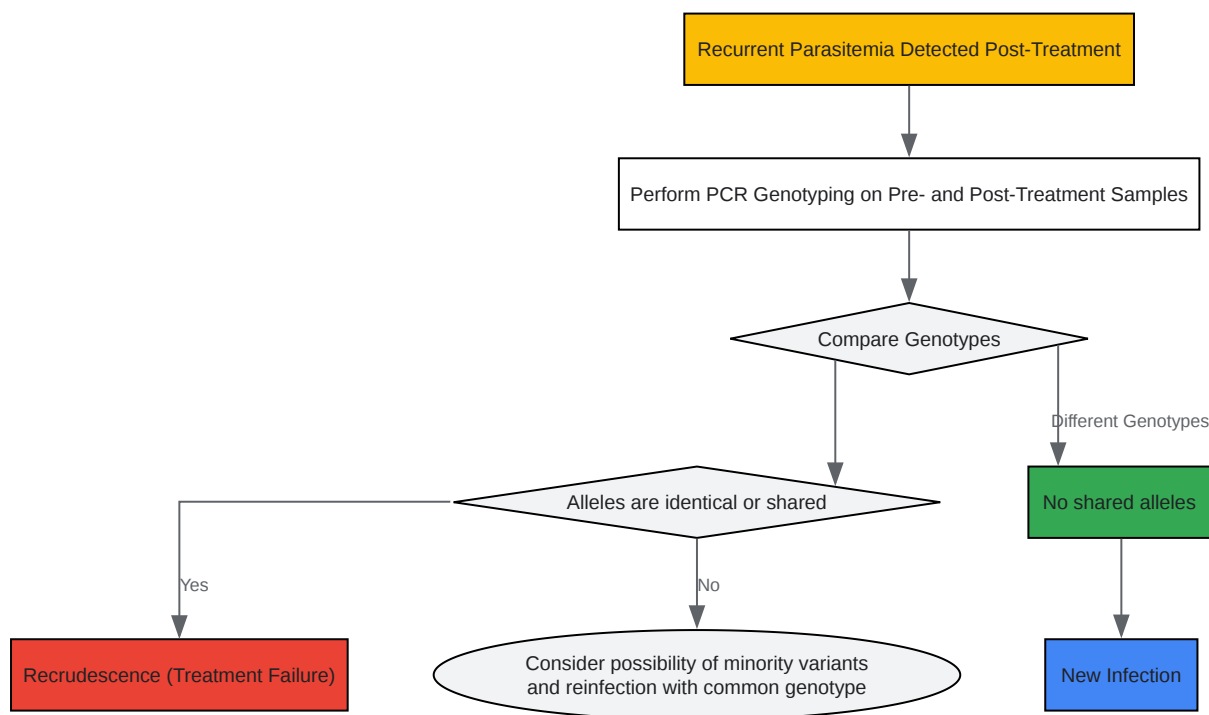 Recurrent Parasitemia Detected Post-Treatment
Perform PCR Genotyping on Pre- and Post-Treatment Samples
Compare Genotypes
Different Genotypes
Alleles are identical or shared
No shared alleles
Yes
No
Recrudescence (Treatment Failure)
Consider possibility of minority variants
and reinfection with common genotype
New Infection